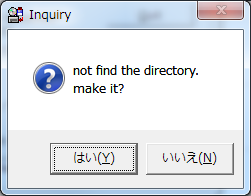 Inquiry
not find the directory.
make it?
はい(Y)
いいえ(N)